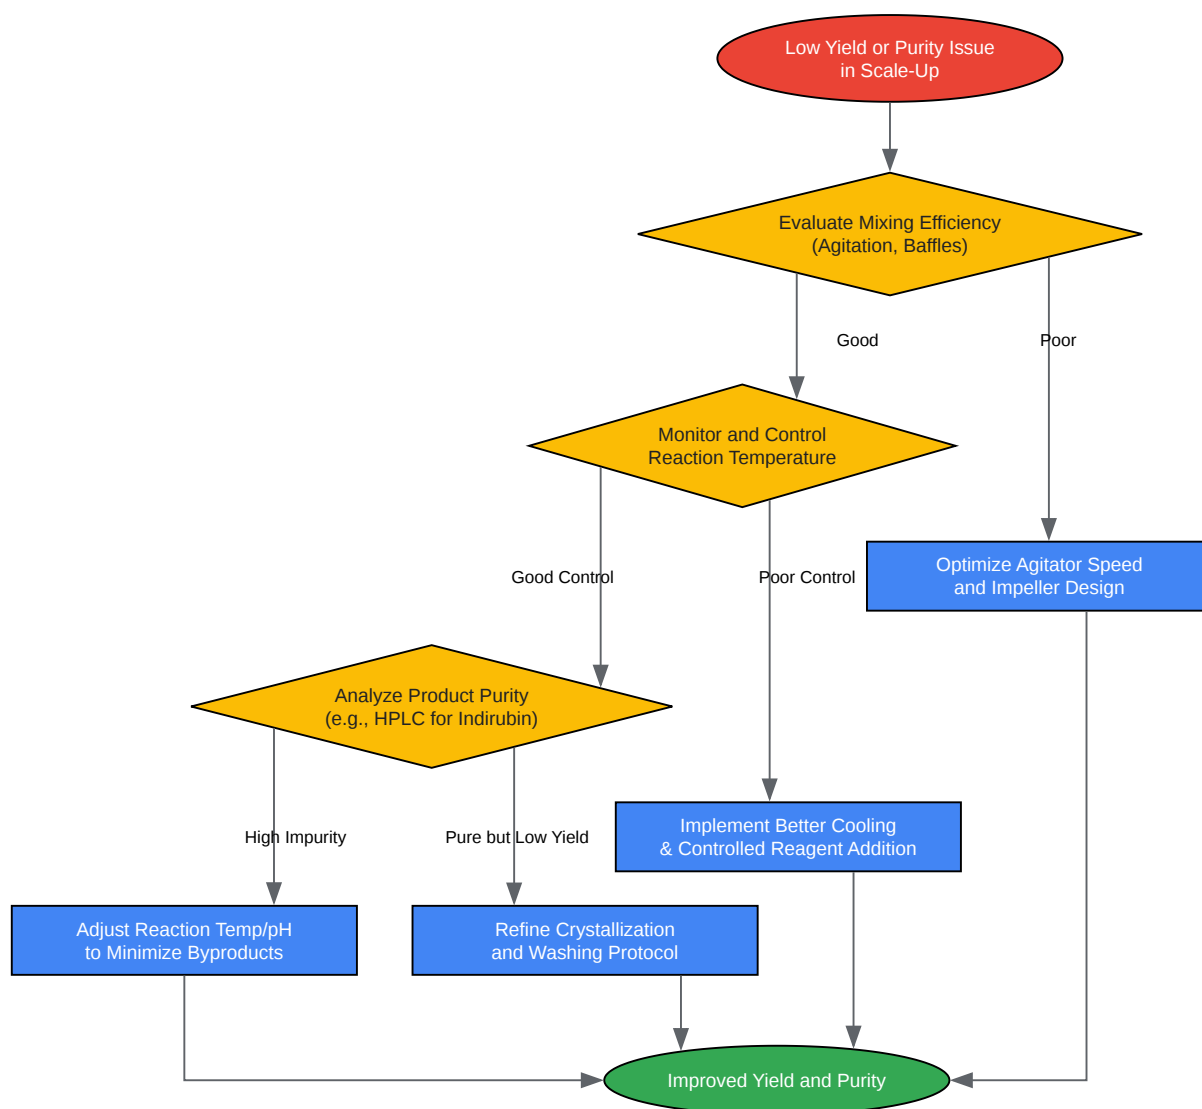 Low Yield or Purity Issue
in Scale-Up
Evaluate Mixing Efficiency
(Agitation, Baffles)
Good
Poor
Monitor and Control
Reaction Temperature
Good Control
Poor Control
Optimize Agitator Speed
and Impeller Design
Analyze Product Purity
(e.g., HPLC for Indirubin)
High Impurity
Pure but Low Yield
Implement Better Cooling
& Controlled Reagent Addition
Adjust Reaction Temp/pH
to Minimize Byproducts
Refine Crystallization
and Washing Protocol
Improved Yield and Purity